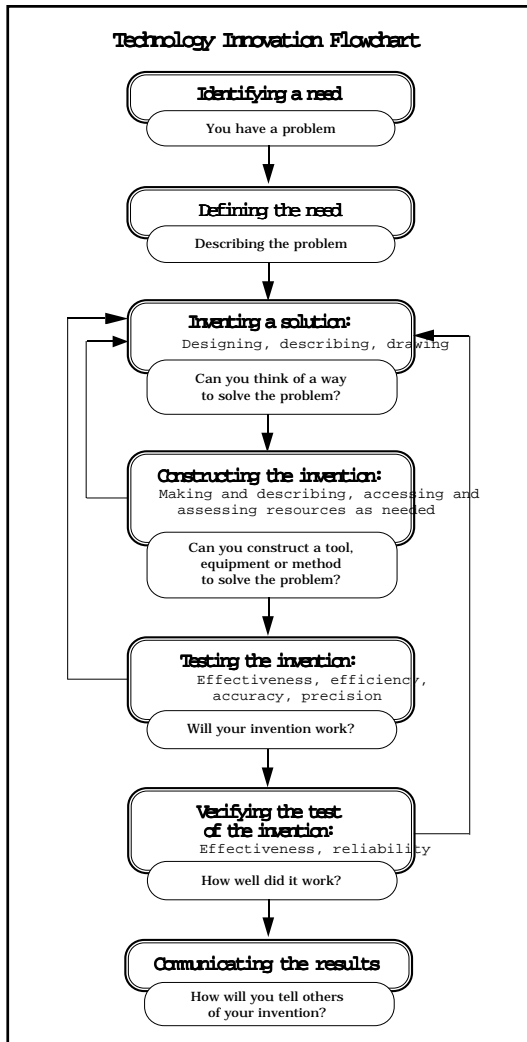 Technology Innovation Flowchart
Identifying a need
You have a problem
Defining the need
Describing the problem
Inventing a solution:
Designing, describing, drawing
Can you think of a way
to solve the problem?
Constructing the invention:
Making and describing, accessing and
assessing resources as needed
Can you construct a tool,
equipment or method
to solve the problem?
Testing the invention:
Effectiveness, efficiency,
accuracy, precision
Will your invention work?
Verifying the test
of the invention:
Effectiveness, reliability
How well did it work?
Communicating the results
How will you tell others
of your invention?